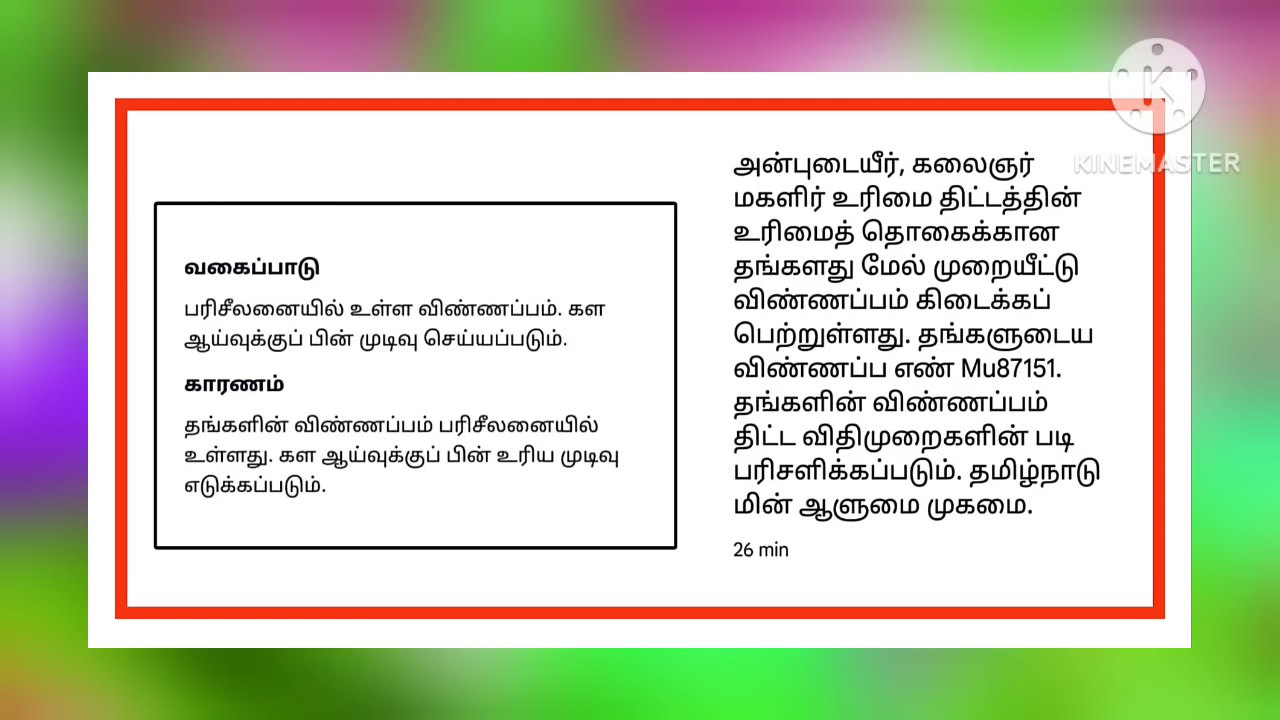 வகைப்பாடு
பரிசீலனையில் உள்ள விண்ணப்பம். கள
ஆய்வுக்குப் பின் முடிவு செய்யப்படும்.
காரணம்
தங்களின் விண்ணப்பம் பரிசீலனையில்
உள்ளது. கள ஆய்வுக்குப் பின் உரிய முடிவு
எடுக்கப்படும்.
அன்புடையீர், கலைஞர்
மகளிர் உரிமை திட்டத்தின்
உரிமைத் தொகைக்கான
தங்களது மேல் முறையீட்டு
விண்ணப்பம் கிடைக்கப்
பெற்றுள்ளது. தங்களுடைய
விண்ணப்ப எண் Mu87151.
தங்களின் விண்ணப்பம்
திட்ட விதிமுறைகளின் படி
பரிசளிக்கப்படும். தமிழ்நாடு
மின் ஆளுமை முகமை.
26 min
K
KINEMASTER